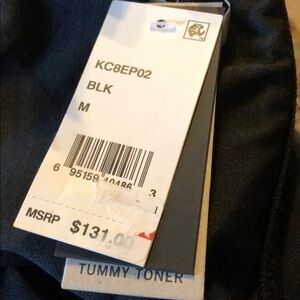 KC8EP02
BLK
M
6 95159 40486 3
MSRP $131.00
TUMMY TONER